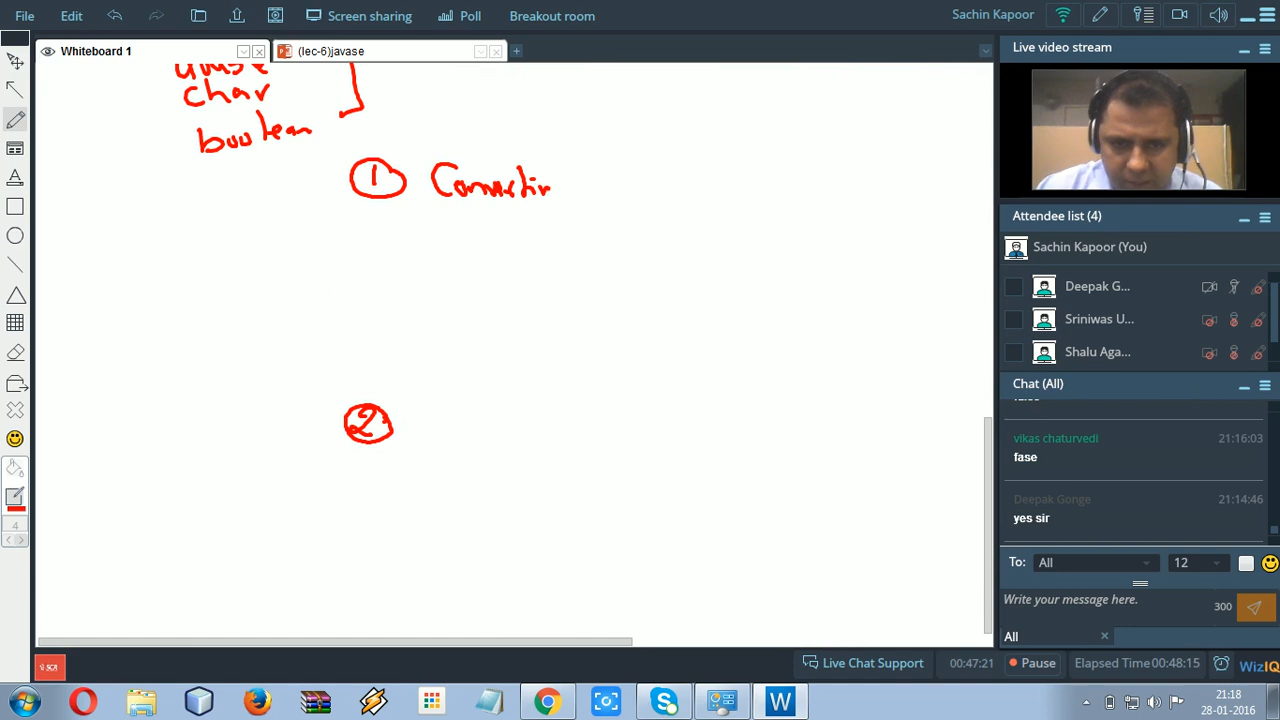 File Edit Screen sharing Poll Breakout room Sachin Kapoor
Whiteboard 1 (lec-6)javase
char
boolean
1
2
4
Live video stream
Attendee list (4)
Sachin Kapoor (You)
Deepak G...
Sriniwas U...
Shalu Aga...
Chat (All)
vikas chaturvedi 21:16:03
fase
Deepak Gonge 21:14:46
yes sir
To: All 12
Write your message here. 300
All
SCR Live Chat Support 00:47:21 Pause Elapsed Time 00:48:15 WizIQ
21:18
28-01-2016